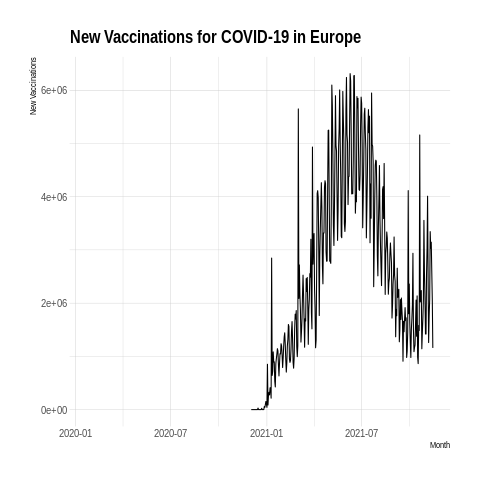 New Vaccinations for COVID-19 in Europe
New Vaccinations
6e+06
4e+06
2e+06
0e+00
2020-01 2020-07 2021-01 2021-07
Month